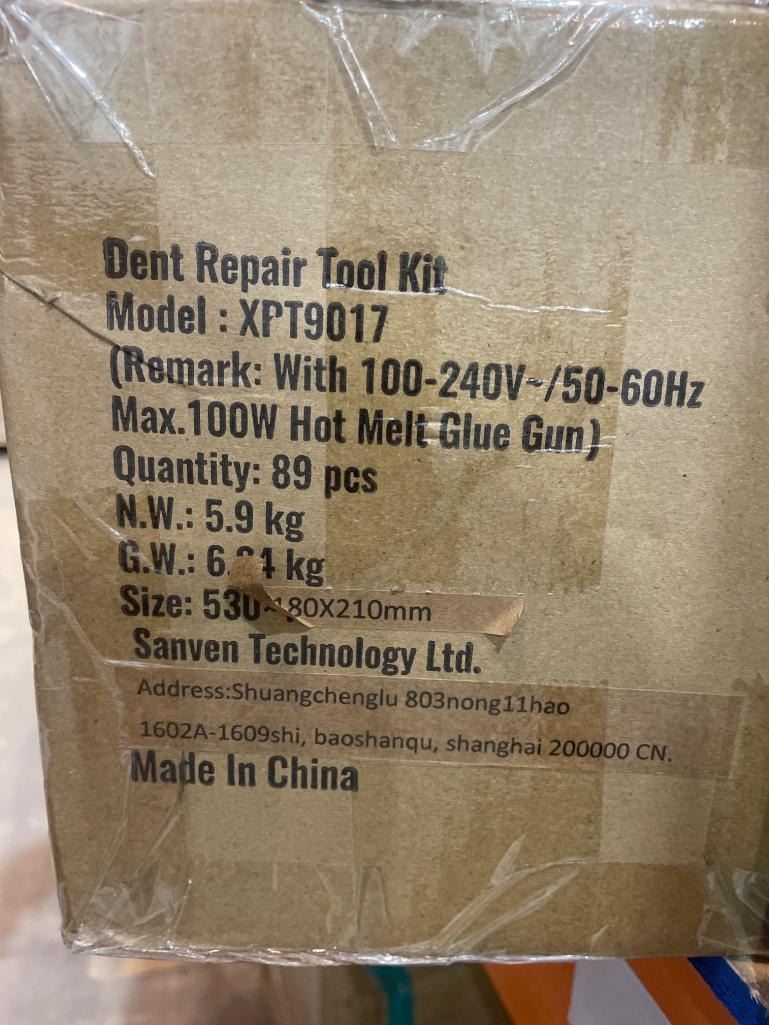 Dent Repair Tool Kit
Model : XPT9017
(Remark: With 100-240V~/50-60Hz
Max.100W Hot Melt Glue Gun)
Quantity: 89 pcs
N.W.: 5.9 kg
G.W.: kg
Size:
Sanven Technology Ltd.
Address:Shuangchenglu 803nong11hao
1602A-1609shi, baoshanqu, shanghai 200000 CN.
Made In China